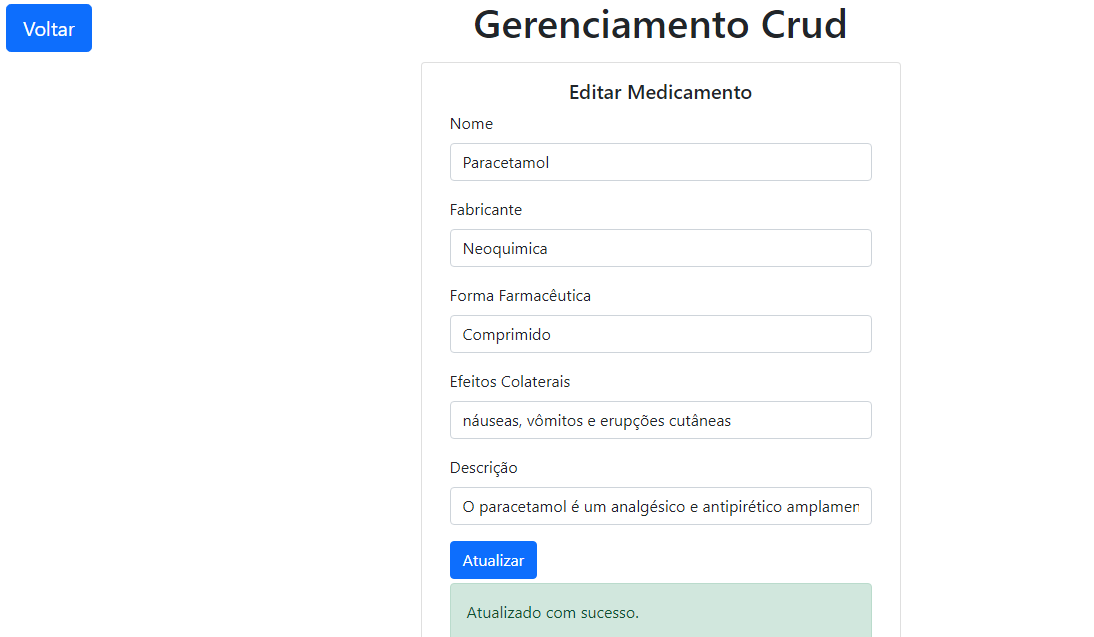 Voltar
Gerenciamento Crud
Editar Medicamento
Nome
Paracetamol
Fabricante
Neoquimica
Forma Farmacêutica
Comprimido
Efeitos Colaterais
náuseas, vômitos e erupções cutâneas
Descrição
O paracetamol é um analgésico e antipirético amplamen
Atualizar
Atualizado com sucesso.